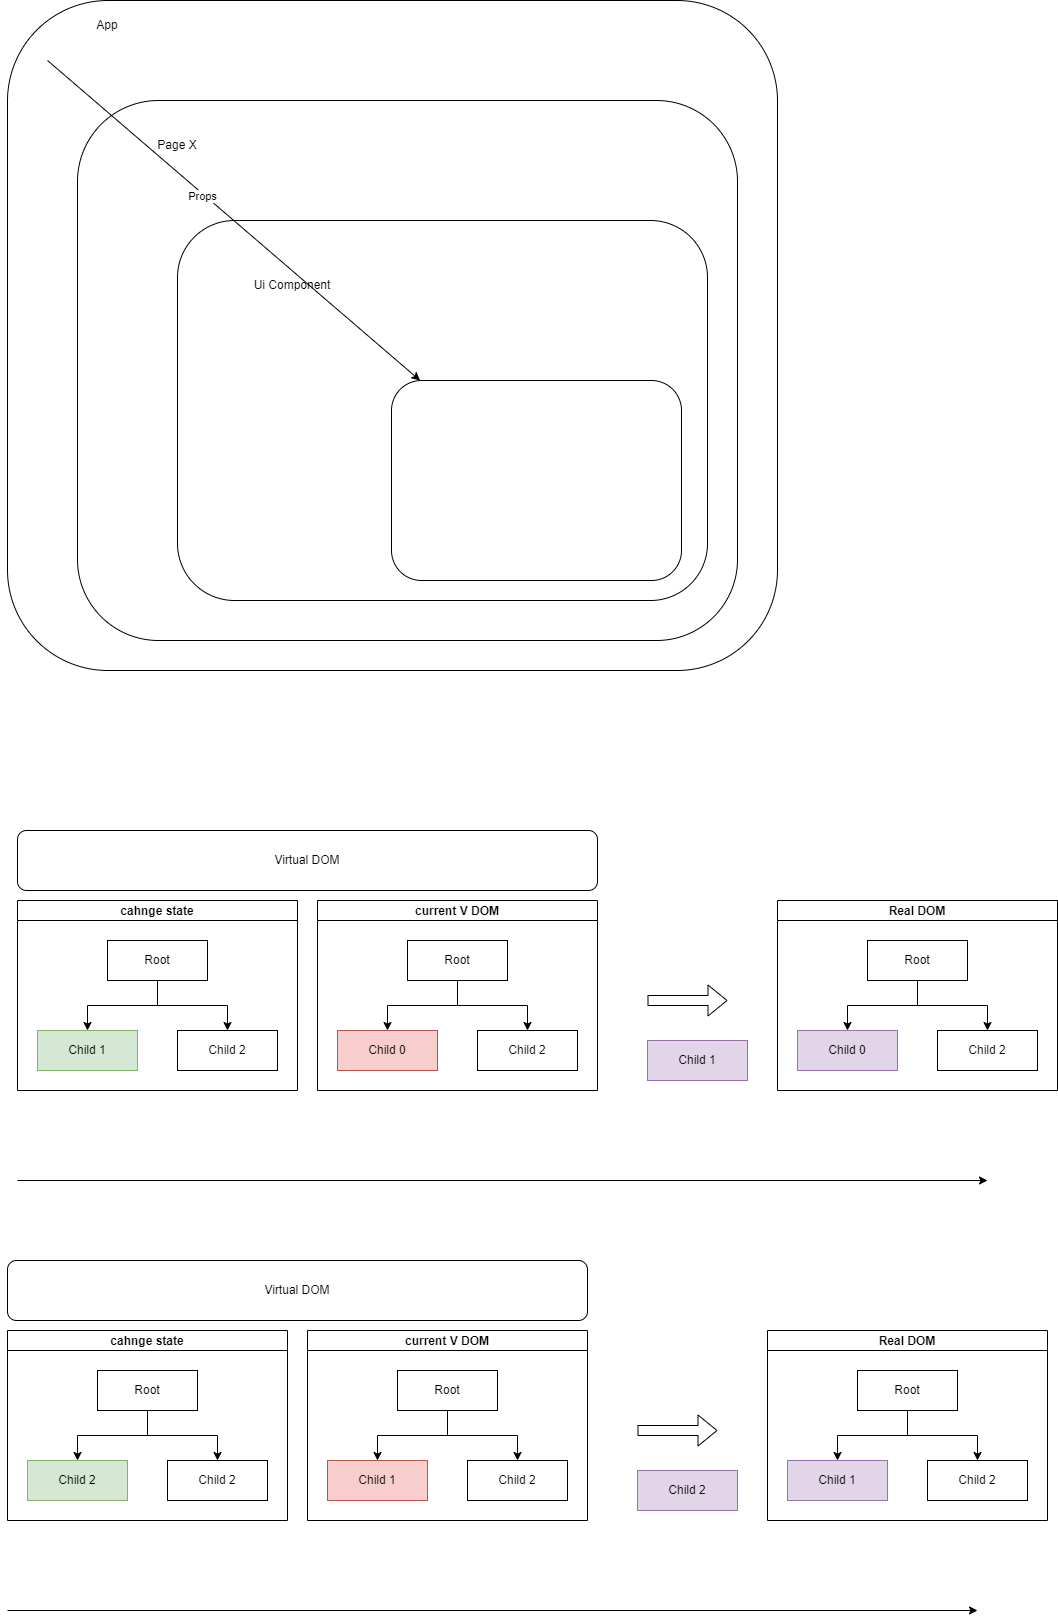 App
Page X
Props
Ui Component
Virtual DOM
cahnge state
current V DOM
Real DOM
Root
Root
Root
Child 1
Child 2
Child 0
Child 2
Child 1
Child 0
Child 2
Virtual DOM
cahnge state
current V DOM
Real DOM
Root
Root
Root
Child 2
Child 2
Child 1
Child 2
Child 2
Child 1
Child 2